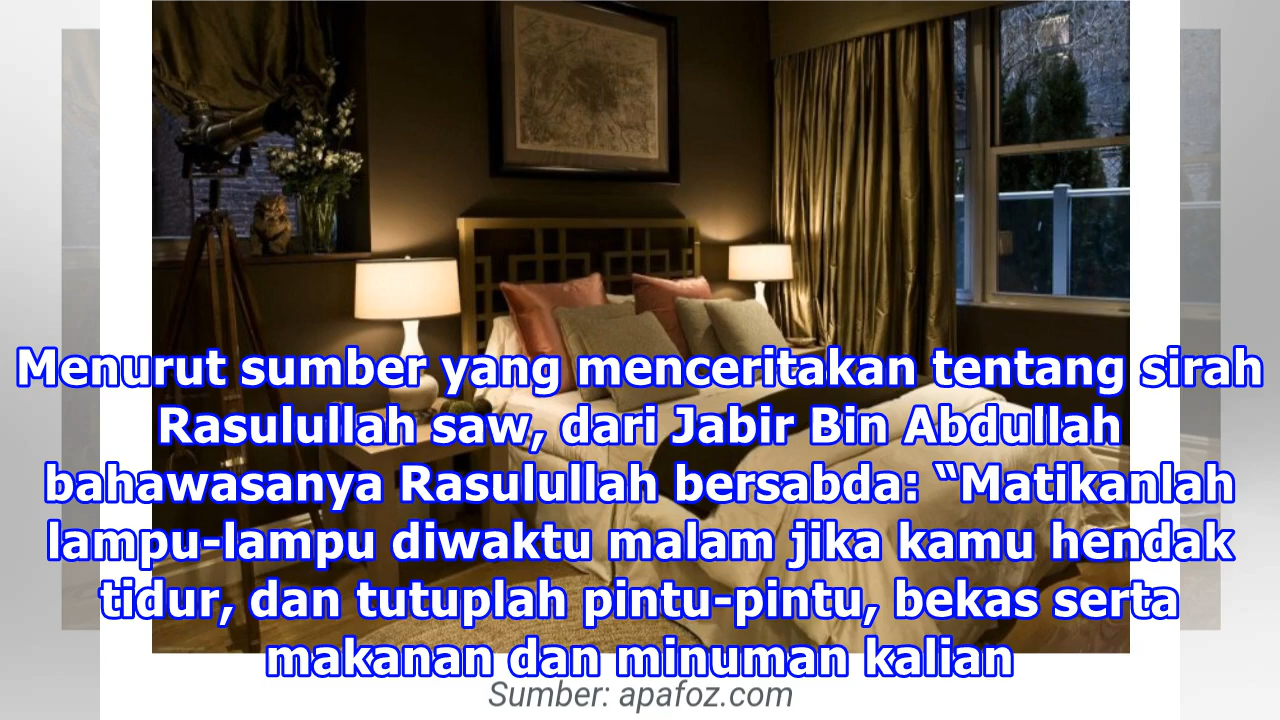 Menurut sumber yang menceritakan tentang sirah
Rasulullah saw, dari Jabir Bin Abdullah
bahawasanya Rasulullah bersabda: “Matikanlah
lampu-lampu diwaktu malam jika kamu hendak
tidur, dan tutuplah pintu-pintu, bekas serta
makanan dan minuman kalian
Sumber: apafoz.com